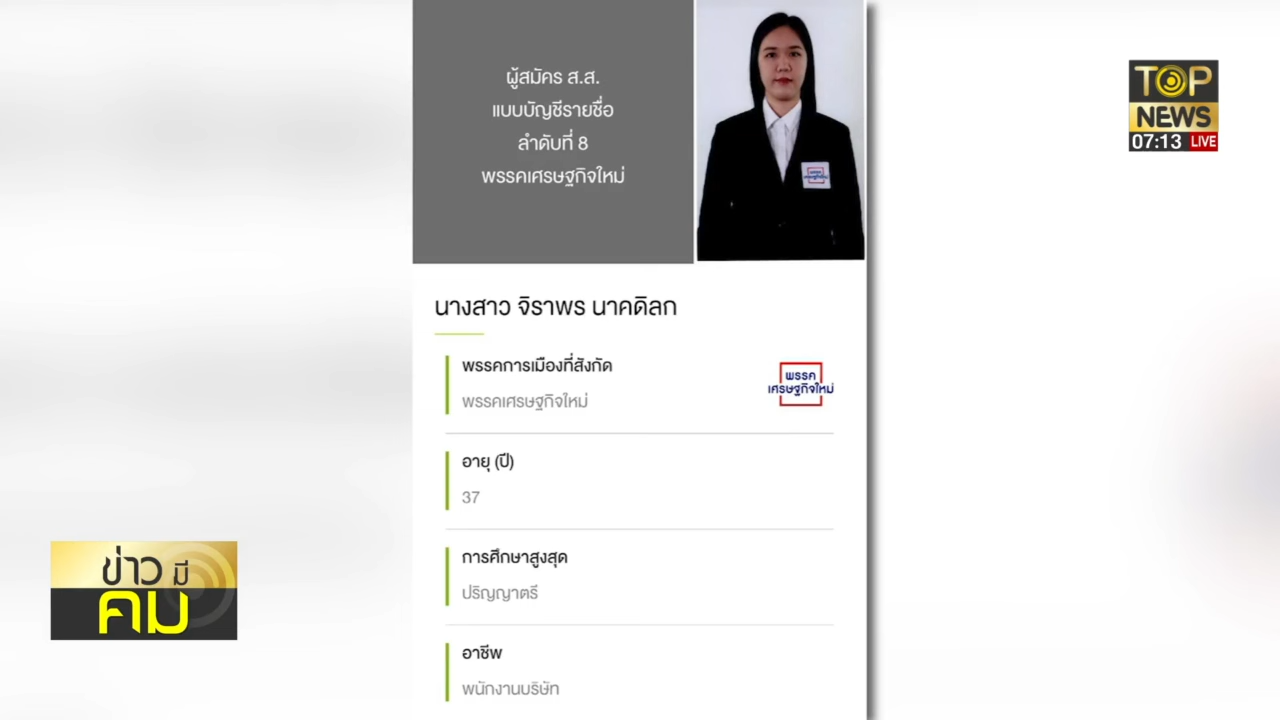 ผู้สมัคร ส.ส.
แบบบัญชีรายชื่อ
ลำดับที่ 8
พรรคเศรษฐกิจใหม่
TOP
NEWS
07:13 LIVE
นางสาว จิราพร นาคดิลก
พรรคการเมืองที่สังกัด
พรรคเศรษฐกิจใหม่
พรรค
เศรษฐกิจใหม่
อายุ (ปี)
37
การศึกษาสูงสุด
ปริญญาตรี
อาชีพ
พนักงานบริษัท
ข่าวมี
คม